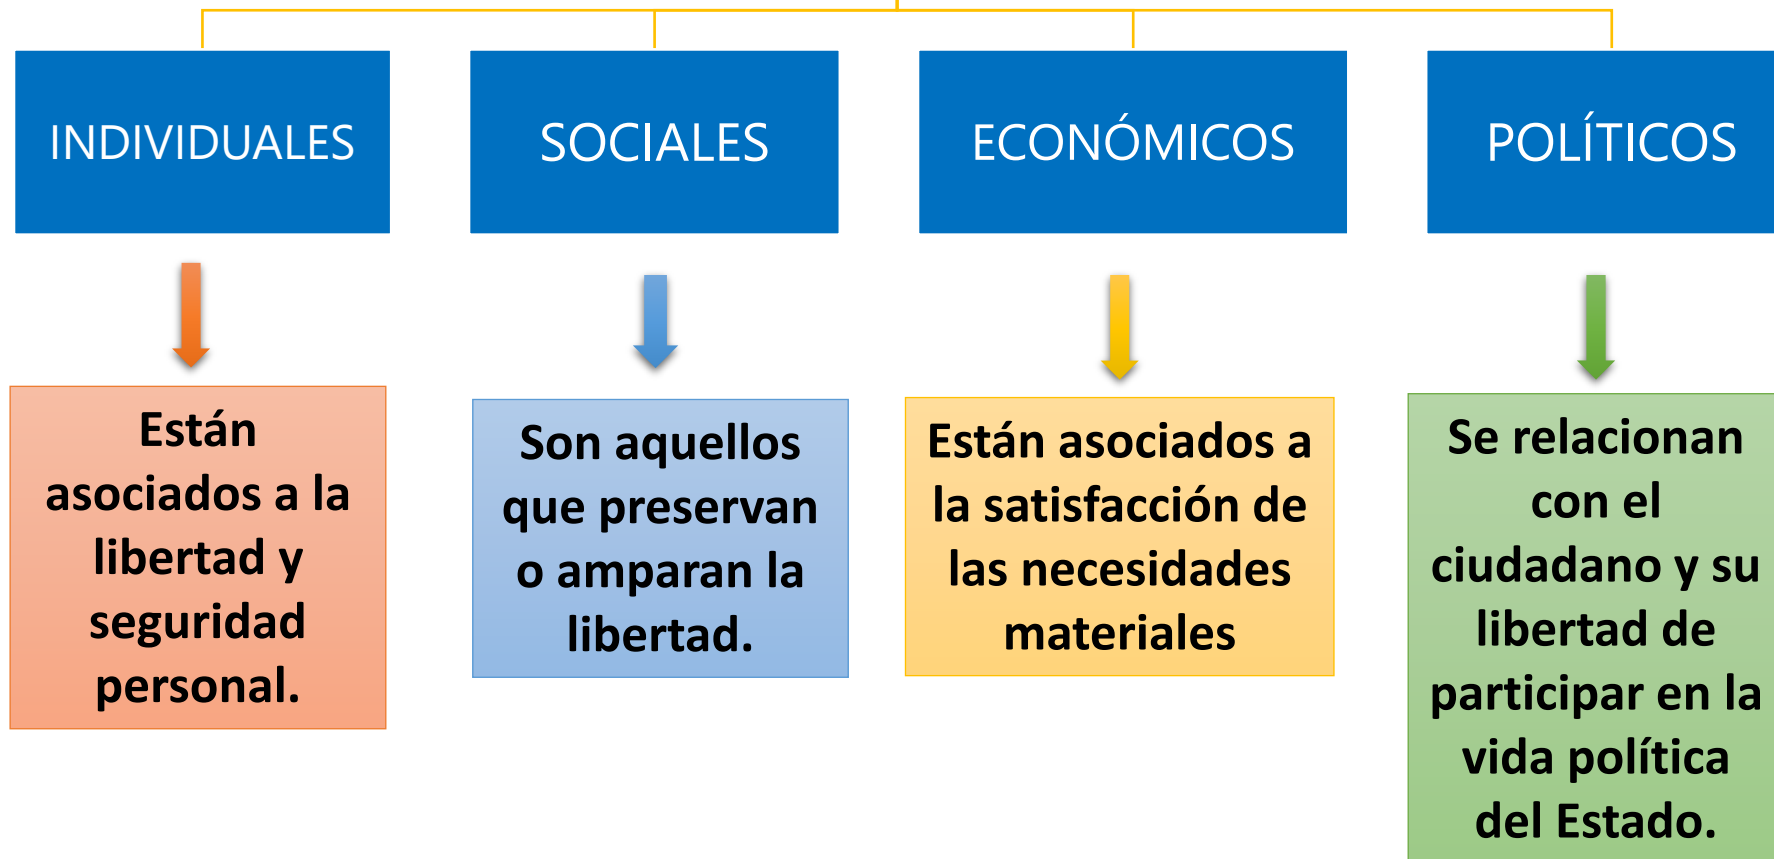 INDIVIDUALES
SOCIALES
ECONÓMICOS
POLÍTICOS
Están
asociados a la
libertad y
seguridad
personal.
Son aquellos
que preservan
o amparan la
libertad.
Están asociados a
la satisfacción de
las necesidades
materiales
Se relacionan
con el
ciudadano y su
libertad de
participar en la
vida política
del Estado.